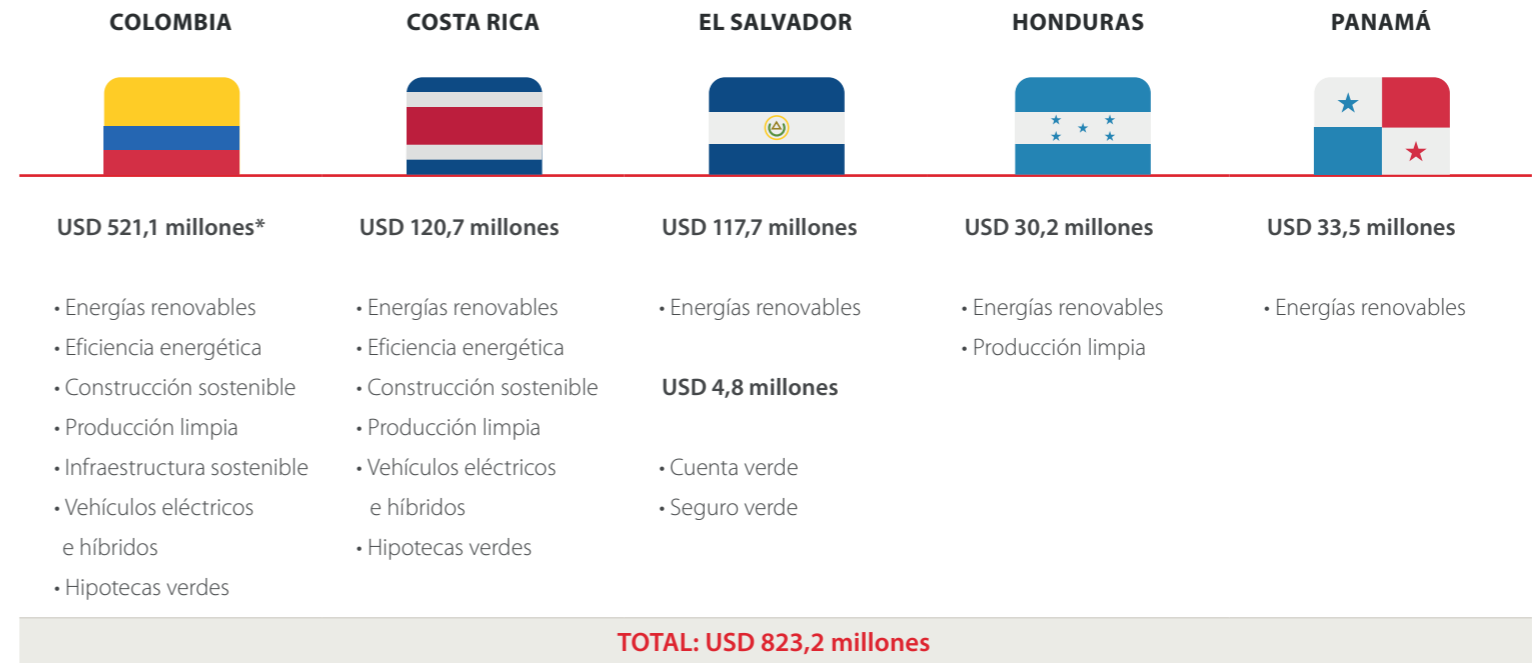 COLOMBIA
COSTA RICA
EL SALVADOR
HONDURAS
PANAMÁ
USD 521,1 millones*
• Energías renovables
• Eficiencia energética
• Construcción sostenible
• Producción limpia
• Infraestructura sostenible
• Vehículos eléctricos
e híbridos
• Hipotecas verdes
USD 120,7 millones
• Energías renovables
• Eficiencia energética
• Construcción sostenible
• Producción limpia
• Vehículos eléctricos
e híbridos
• Hipotecas verdes
USD 117,7 millones
• Energías renovables
USD 4,8 millones
• Cuenta verde
• Seguro verde
USD 30,2 millones
• Energías renovables
• Producción limpia
USD 33,5 millones
• Energías renovables
TOTAL: USD 823,2 millones